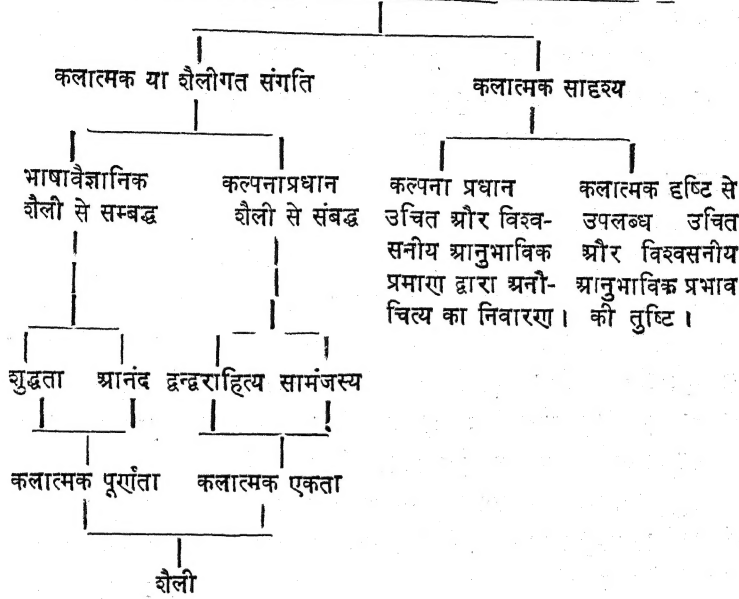 कलात्मक या शैलीगत संगति
कलात्मक सादृश्य
भाषावैज्ञानिक
शैली से सम्बद्ध
कल्पनाप्रधान
शैली से संबद्ध
कल्पना प्रधान
उचित और विश्व-
सनीय आनुभाविक
प्रमाण द्वारा अनौ-
चित्य का निवारण।
कलात्मक दृष्टि से
उपलब्ध उचित
और विश्वसनीय
आनुभाविक प्रभाव
की तुष्टि।
शुद्धता आनंद द्वन्द्वराहित्य सामंजस्य
कलात्मक पूर्णता कलात्मक एकता
शैली